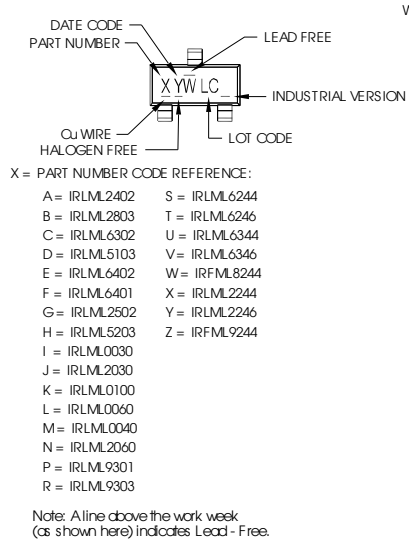 W
DATE CODE
PART NUMBER
LEAD FREE
X YW LC
INDUSTRIAL VERSION
Cu WIRE
HALOGEN FREE
LOT CODE
X = PART NUMBER CODE REFERENCE:
A = IRLML2402 S = IRLML6244
B = IRLML2803 T = IRLML6246
C = IRLML6302 U = IRLML6344
D = IRLML5103 V = IRLML6346
E = IRLML6402 W = IRFML8244
F = IRLML6401 X = IRLML2244
G = IRLML2502 Y = IRLML2246
H = IRLML5203 Z = IRFML9244
I = IRLML0030
J = IRLML2030
K = IRLML0100
L = IRLML0060
M = IRLML0040
N = IRLML2060
P = IRLML9301
R = IRLML9303
Note: A line above the work week
(as shown here) indicates Lead - Free.